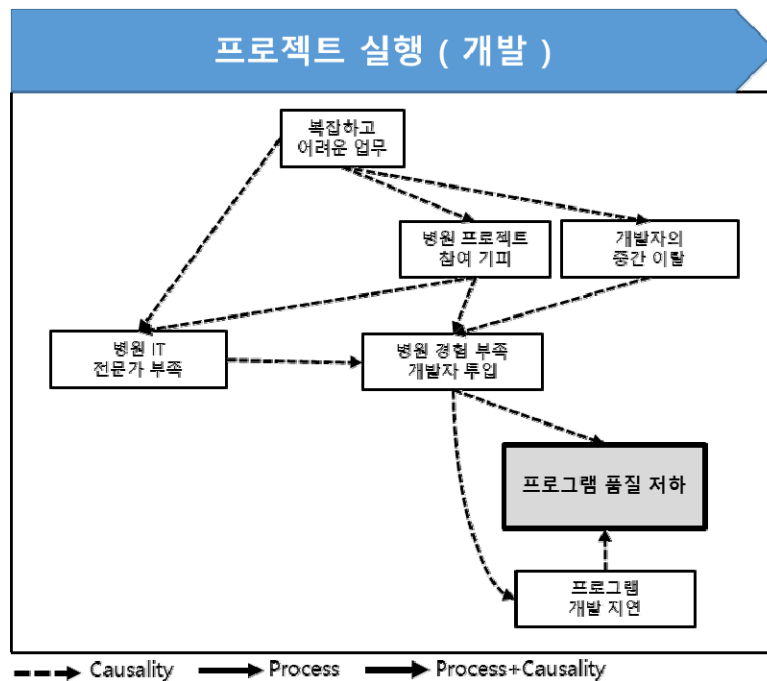 프로젝트 실행 ( 개발 )
복잡하고
어려운 업무
병원 프로젝트
참여 기피
개발자의
중간 이탈
병원 IT
전문가 부족
병원 경험 부족
개발자 투입
프로그램 품질 저하
프로그램
개발 지연
Causality
Process
Process+Causality